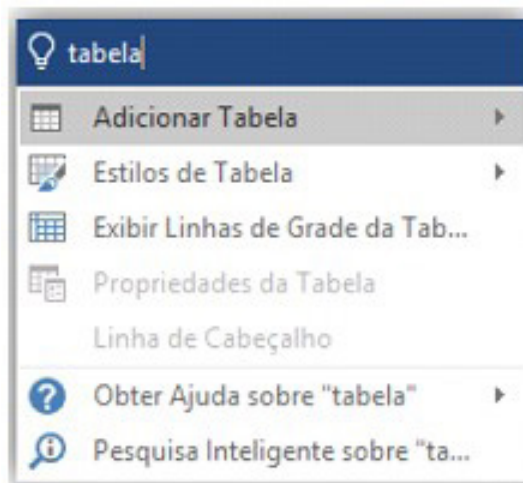 tabela
Adicionar Tabela
Estilos de Tabela
Exibir Linhas de Grade da Tab...
Propriedades da Tabela
Linha de Cabeçalho
Obter Ajuda sobre "tabela"
Pesquisa Inteligente sobre "ta...